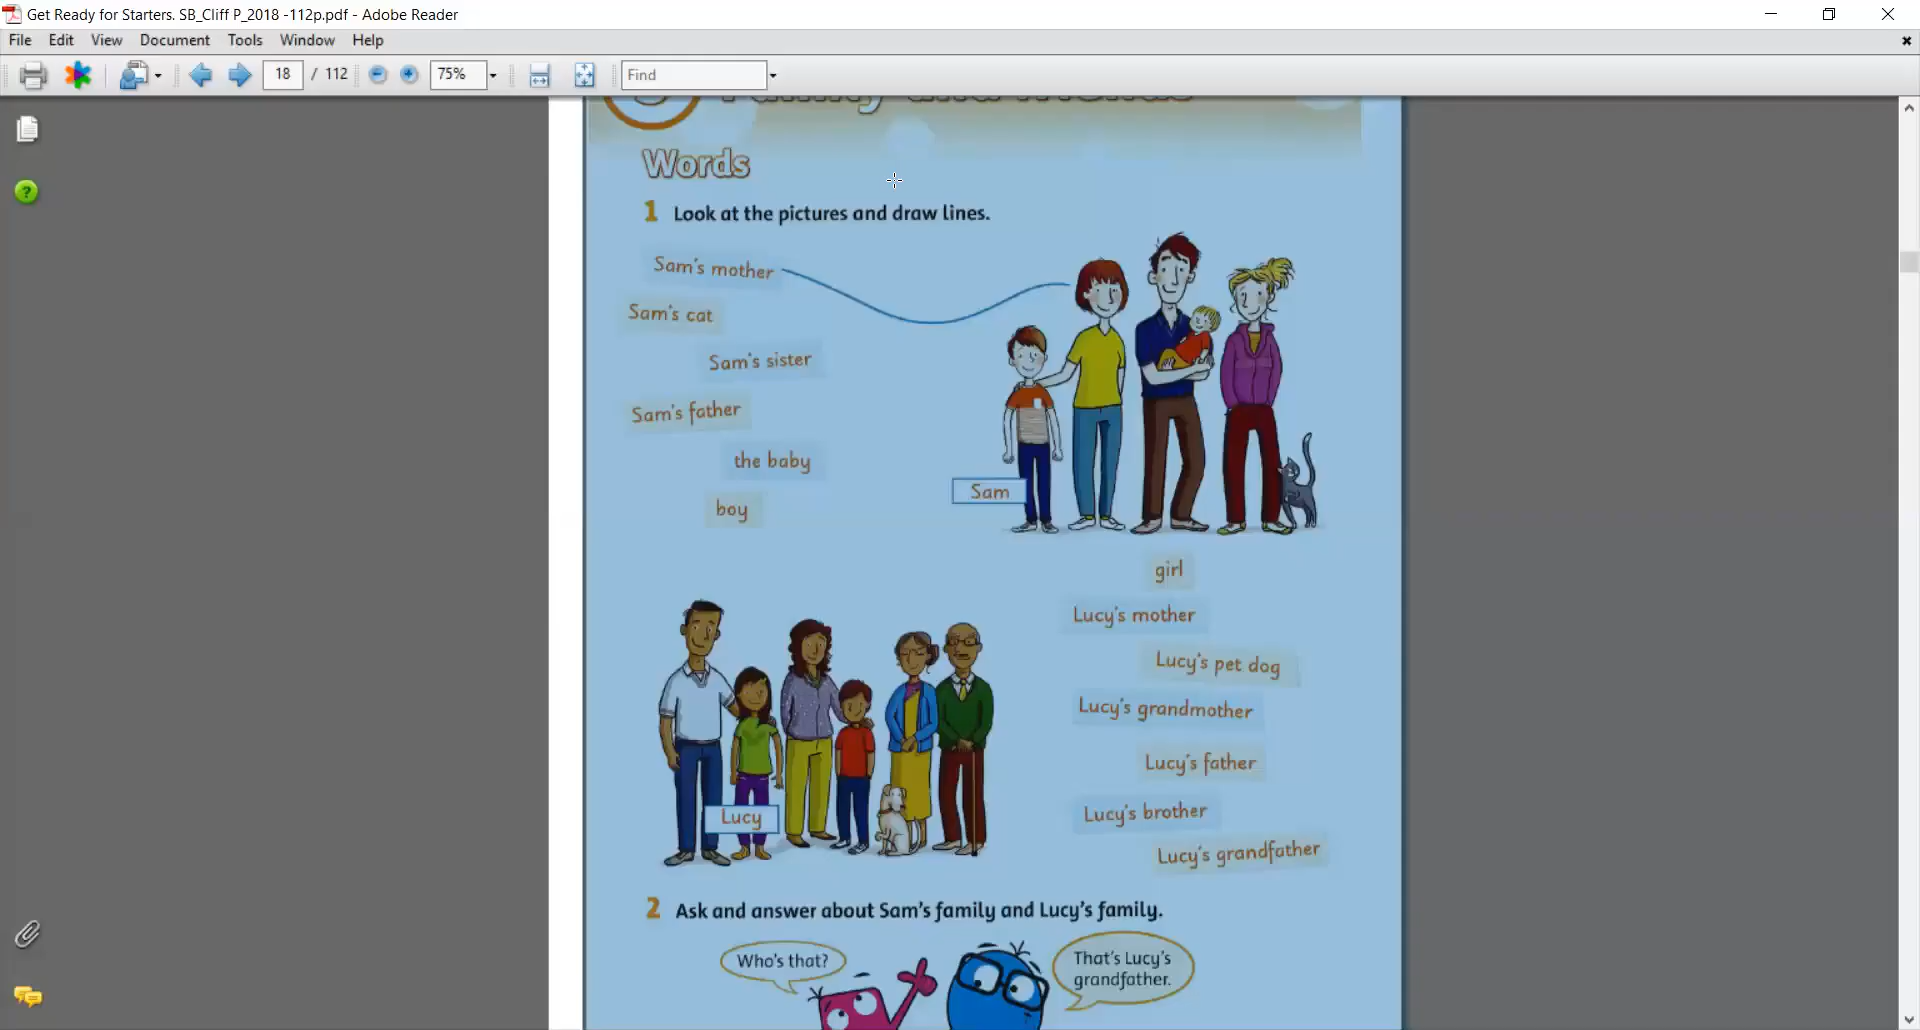 Get Ready for Starters. SB_Cliff P_2018 -112p.pdf - Adobe Reader
File Edit View Document Tools Window Help
18 / 112 75% Find
Family and friends
Words
1 Look at the pictures and draw lines.
Sam's mother
Sam's cat
Sam's sister
Sam's father
the baby
boy
Sam
girl
Lucy's mother
Lucy's pet dog
Lucy's grandmother
Lucy's father
Lucy's brother
Lucy's grandfather
Lucy
2 Ask and answer about Sam's family and Lucy's family.
Who's that?
That's Lucy's
grandfather.